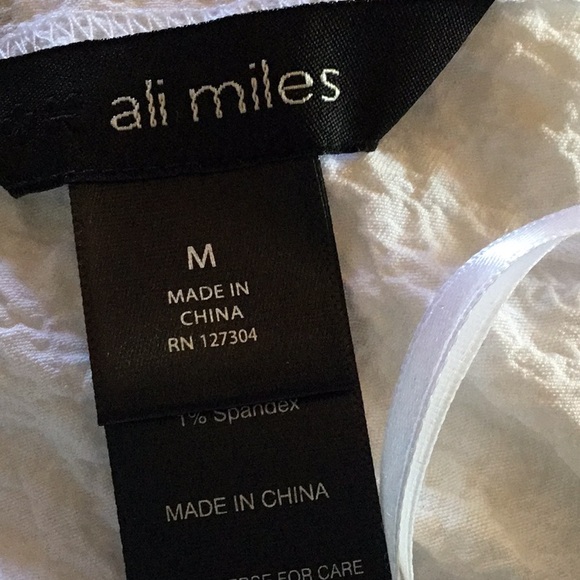 ali miles
M
MADE IN
CHINA
RN 127304
1% Spandex
MADE IN CHINA
FOR CARE